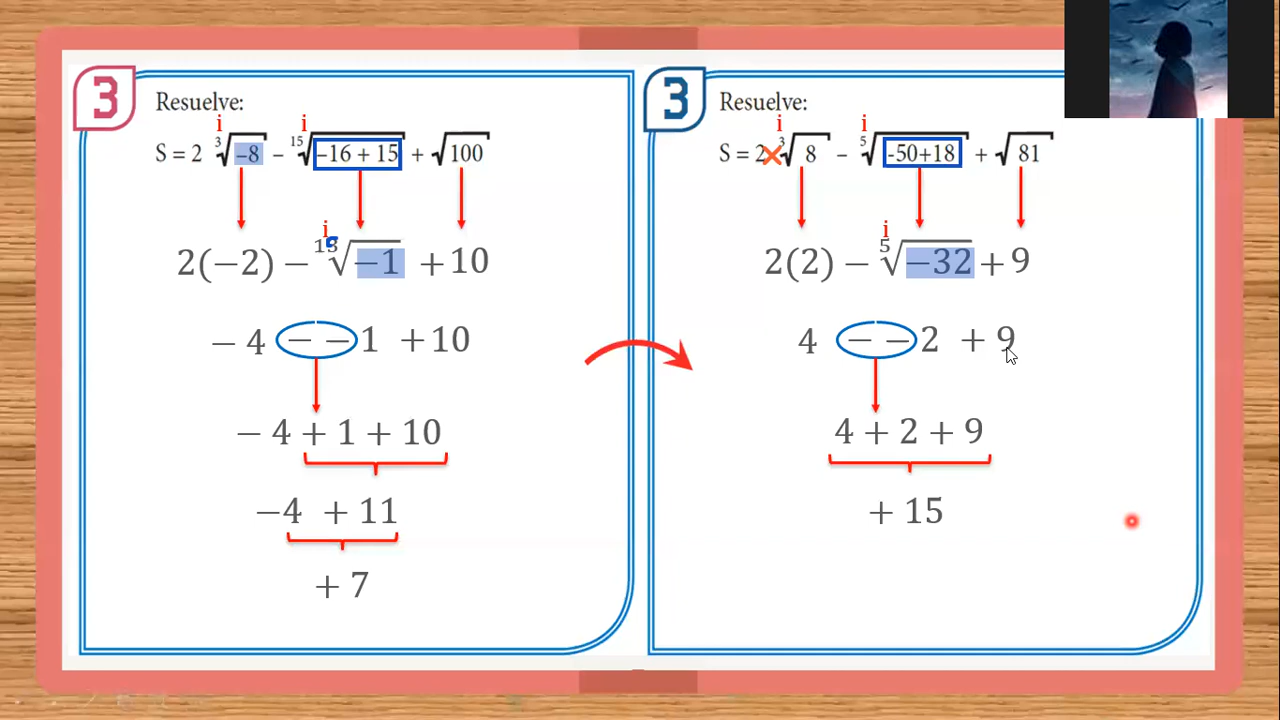 3
Resuelve:
i i
S = 2 ∛-8 - ¹⁵√-16 + 15 + √100
i
2(−2) − ¹⁵√−1 + 10
− 4 − − 1 + 10
− 4 + 1 + 10
−4 + 11
+ 7
3
Resuelve:
i i
S = 2 × ∛8 - ⁵√-50+18 + √81
i
2(2) − ⁵√−32 + 9
4 − − 2 + 9
4 + 2 + 9
+ 15